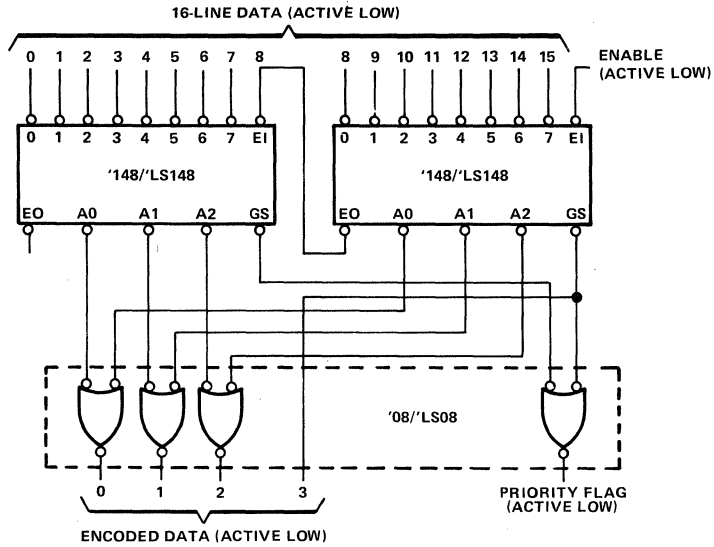 16-LINE DATA (ACTIVE LOW)
0 1 2 3 4 5 6 7 8 8 9 10 11 12 13 14 15 ENABLE
(ACTIVE LOW)
0 1 2 3 4 5 6 7 EI 0 1 2 3 4 5 6 7 EI
'148/'LS148 '148/'LS148
EO A0 A1 A2 GS EO A0 A1 A2 GS
'08/'LS08
0 1 2 3 PRIORITY FLAG
(ACTIVE LOW)
ENCODED DATA (ACTIVE LOW)